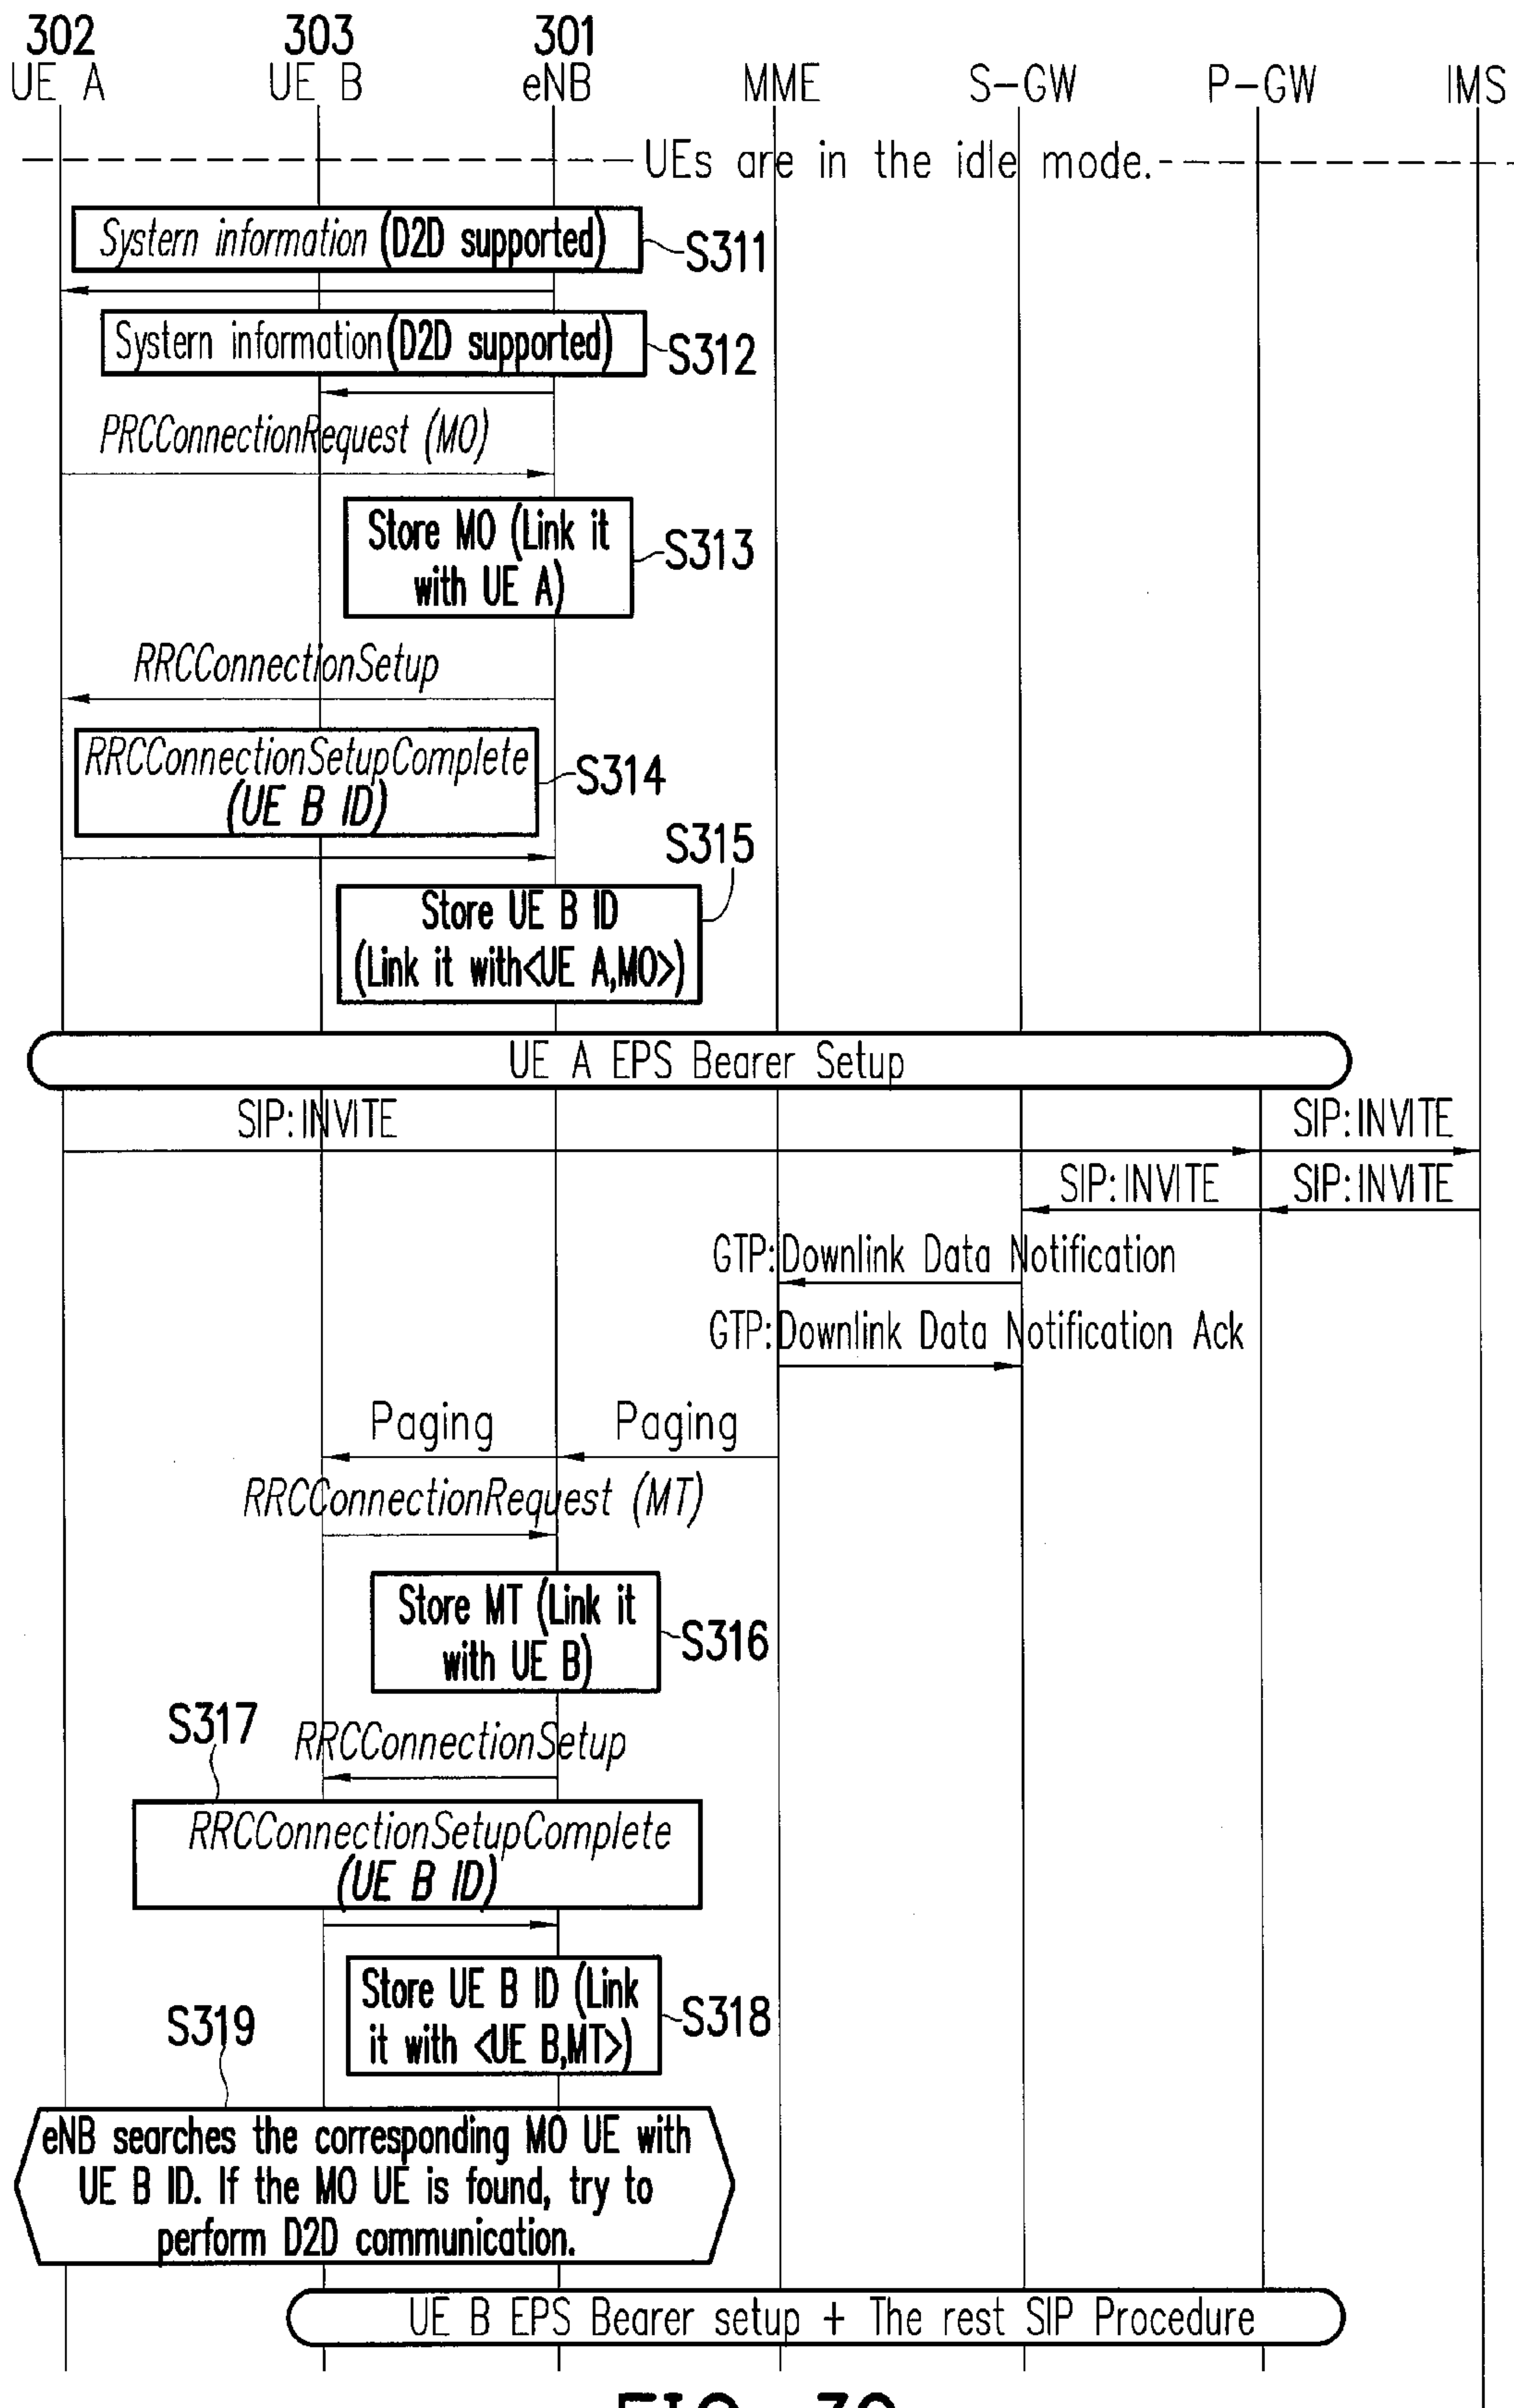 302 303 301
UE A UE B eNB MME S-GW P-GW IMS
UEs are in the idle mode.
Systern information (D2D supported) S311
Systern information (D2D supported) S312
PRCConnectionRequest (MO)
Store MO (Link it
with UE A)
S313
RRCConnectionSetup
RRCConnectionSetupComplete
(UE B ID)
S314
S315
Store UE B ID
(Link it with<UE A,MO>)
UE A EPS Bearer Setup
SIP:INVITE SIP:INVITE
SIP:INVITE SIP:INVITE
GTP:Downlink Data Notification
GTP:Downlink Data Notification Ack
Paging Paging
RRCConnectionRequest (MT)
Store MT (Link it
with UE B)
S316
S317
RRCConnectionSetup
RRCConnectionSetupComplete
(UE B ID)
Store UE B ID (Link
it with <UE B,MT>)
S318
S319
eNB searches the corresponding MO UE with
UE B ID. If the MO UE is found, try to
perform D2D communication.
UE B EPS Bearer setup + The rest SIP Procedure